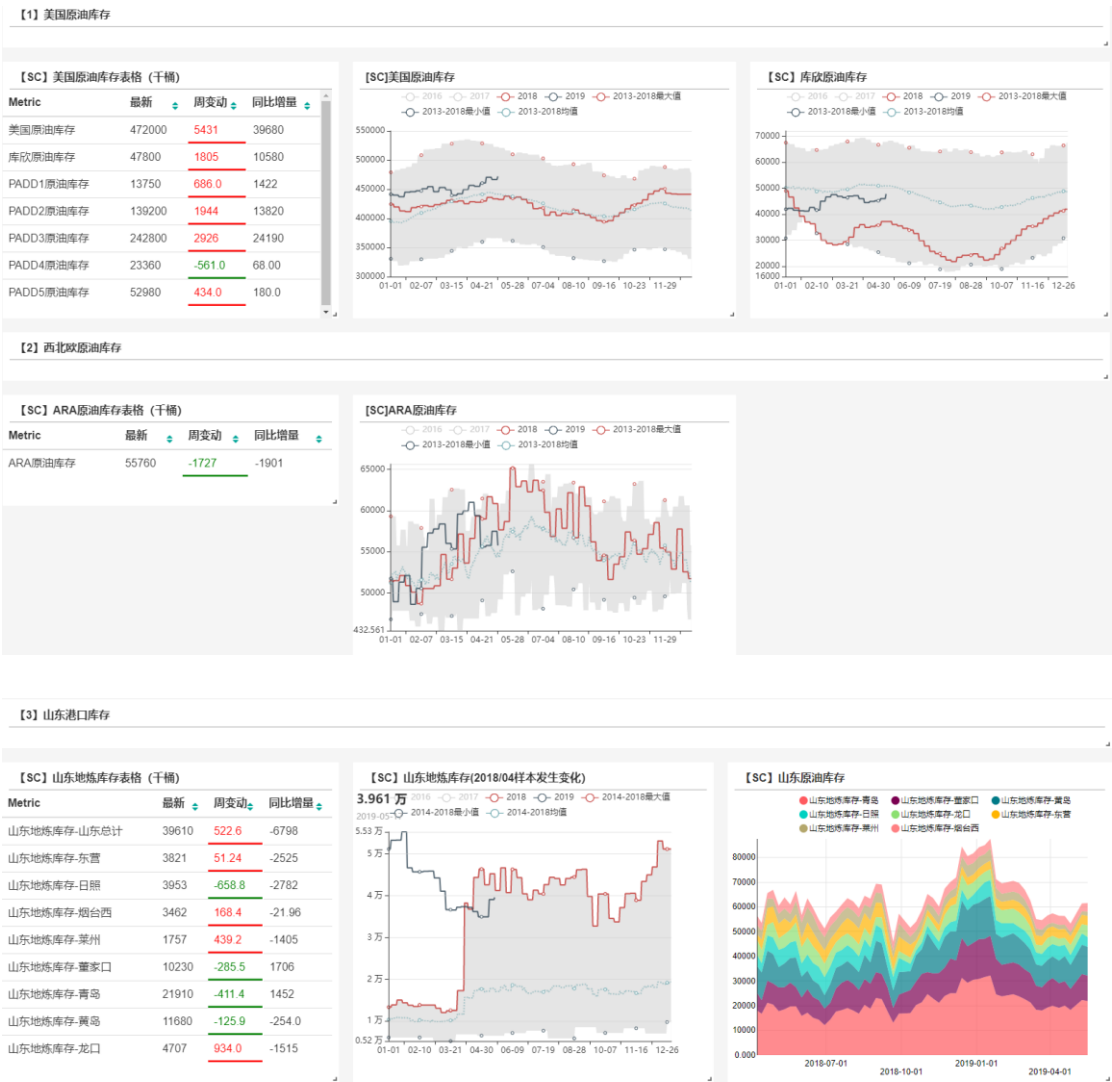 【1】美国原油库存
【SC】美国原油库存表格（千桶）
Metric 最新 周变动 同比增量
美国原油库存 472000 5431 39680
库欣原油库存 47800 1805 10580
PADD1原油库存 13750 686.0 1422
PADD2原油库存 139200 1944 13820
PADD3原油库存 242800 2926 24190
PADD4原油库存 23360 -561.0 68.00
PADD5原油库存 52980 434.0 180.0
[SC]美国原油库存
2016 2017 2018 2019 2013-2018最大值
2013-2018最小值 2013-2018均值
550000
500000
450000
400000
350000
300000
01-01 02-07 03-15 04-21 05-28 07-04 08-10 09-16 10-23 11-29
【SC】库欣原油库存
2016 2017 2018 2019 2013-2018最大值
2013-2018最小值 2013-2018均值
70000
60000
50000
40000
30000
20000
16000
01-01 02-10 03-21 04-30 06-09 07-19 08-28 10-07 11-16 12-26
【2】西北欧原油库存
【SC】ARA原油库存表格（千桶）
Metric 最新 周变动 同比增量
ARA原油库存 55760 -1727 -1901
[SC]ARA原油库存
2016 2017 2018 2019 2013-2018最大值
2013-2018最小值 2013-2018均值
65000
60000
55000
50000
432.561
01-01 02-07 03-15 04-21 05-28 07-04 08-10 09-16 10-23 11-29
【3】山东港口库存
【SC】山东地炼库存表格（千桶）
Metric 最新 周变动 同比增量
山东地炼库存-山东总计 39610 522.6 -6798
山东地炼库存-东营 3821 51.24 -2525
山东地炼库存-日照 3953 -658.8 -2782
山东地炼库存-烟台西 3462 168.4 -21.96
山东地炼库存-莱州 1757 439.2 -1405
山东地炼库存-董家口 10230 -285.5 1706
山东地炼库存-青岛 21910 -411.4 1452
山东地炼库存-黄岛 11680 -125.9 -254.0
山东地炼库存-龙口 4707 934.0 -1515
【SC】山东地炼库存(2018/04样本发生变化)
3.961 万 2016 2017 2018 2019 2014-2018最大值
2014-2018最小值 2014-2018均值
5.53 万
5 万
4 万
3 万
2 万
1 万
0.52 万
01-01 02-10 03-21 04-30 06-09 07-19 08-28 10-07 11-16 12-26
【SC】山东原油库存
山东地炼库存-青岛 山东地炼库存-董家口 山东地炼库存-黄岛
山东地炼库存-日照 山东地炼库存-龙口 山东地炼库存-东营
山东地炼库存-莱州 山东地炼库存-烟台西
80000
70000
60000
50000
40000
30000
20000
10000
0.000
2018-07-01 2018-10-01 2019-01-01 2019-04-01